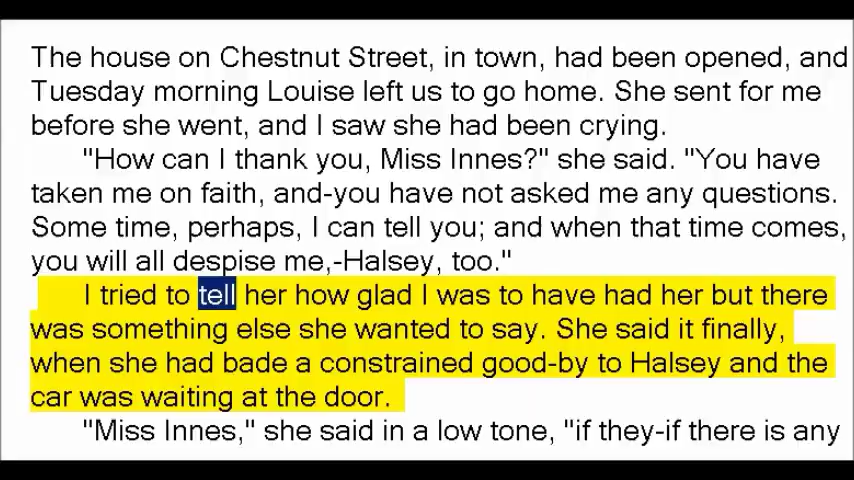 The house on Chestnut Street, in town, had been opened, and
Tuesday morning Louise left us to go home. She sent for me
before she went, and I saw she had been crying.
"How can I thank you, Miss Innes?" she said. "You have
taken me on faith, and-you have not asked me any questions.
Some time, perhaps, I can tell you; and when that time comes,
you will all despise me,-Halsey, too."
I tried to tell her how glad I was to have had her but there
was something else she wanted to say. She said it finally,
when she had bade a constrained good-by to Halsey and the
car was waiting at the door.
"Miss Innes," she said in a low tone, "if they-if there is any